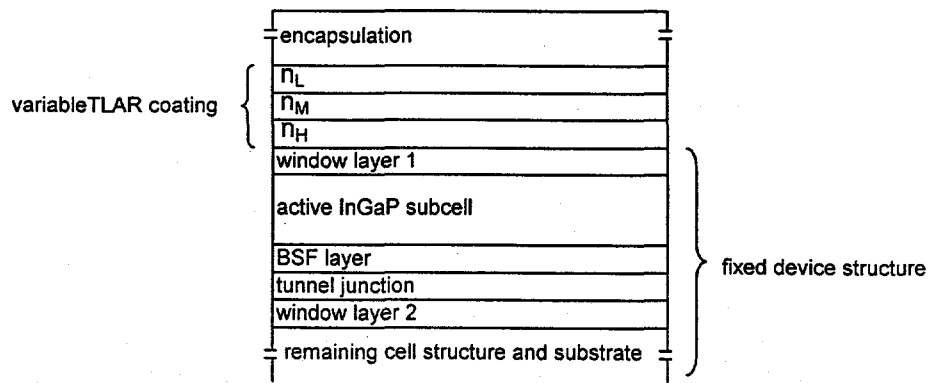 encapsulation
variableTLAR coating
nL
nM
nH
window layer 1
active InGaP subcell
BSF layer
tunnel junction
window layer 2
remaining cell structure and substrate
fixed device structure